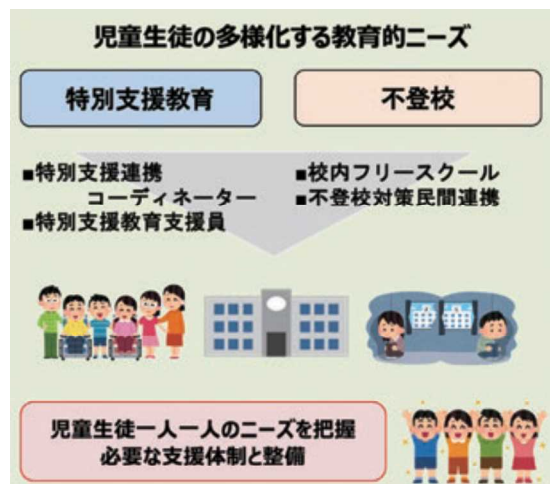 児童生徒の多様化する教育的ニーズ
特別支援教育
不登校
■特別支援連携
コーディネーター
■特別支援教育支援員
■校内フリースクール
■不登校対策民間連携
児童生徒一人一人のニーズを把握
必要な支援体制と整備